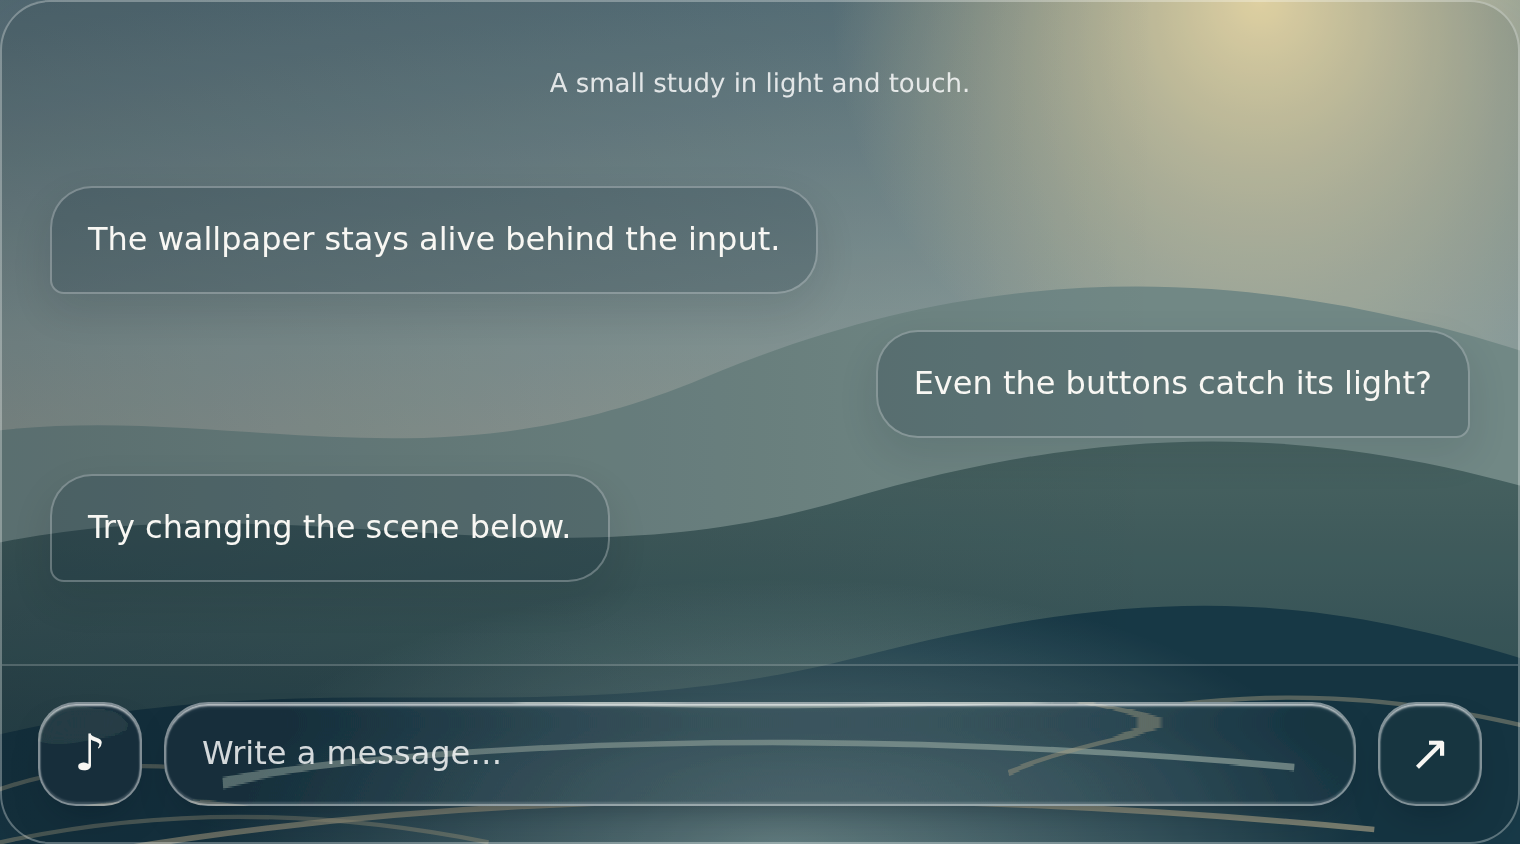 A small study in light and touch.
The wallpaper stays alive behind the input.
Even the buttons catch its light?
Try changing the scene below.
Write a message…